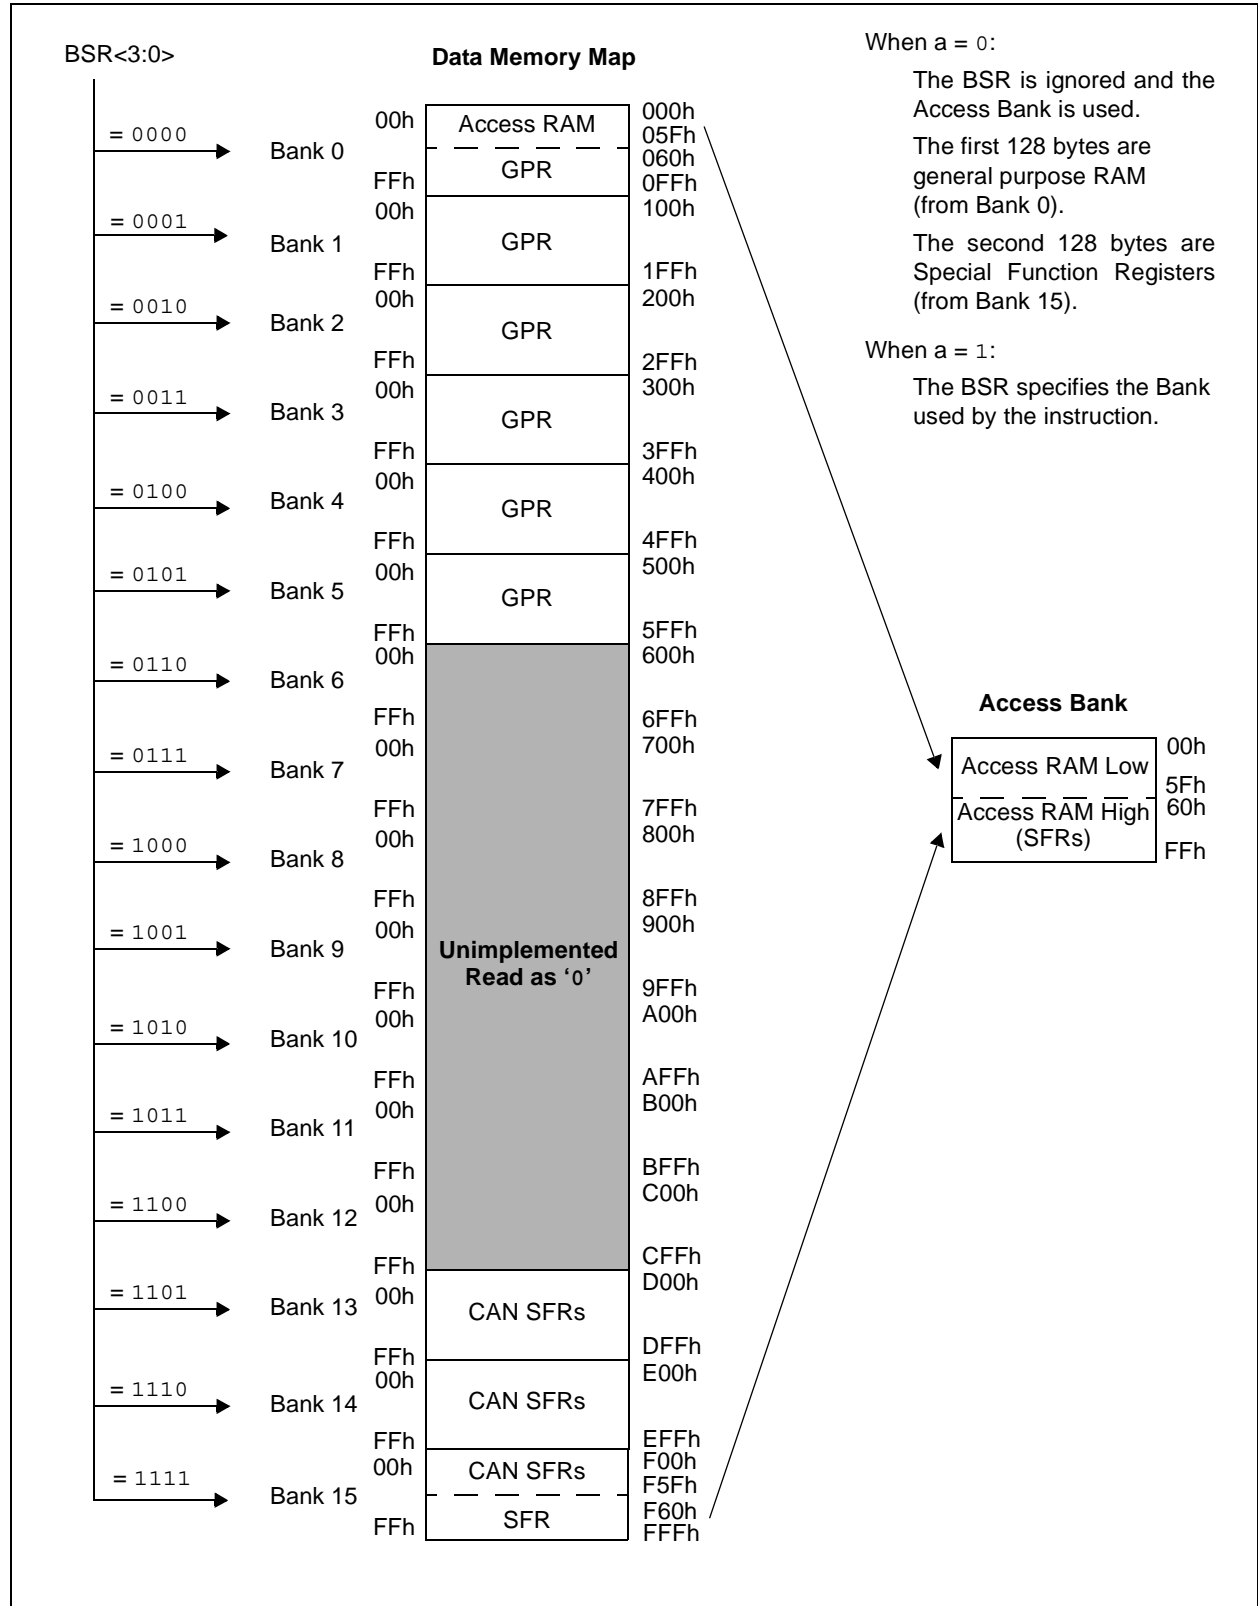 BSR<3:0>
Data Memory Map
When a = 0:
The BSR is ignored and the
Access Bank is used.
The first 128 bytes are
general purpose RAM
(from Bank 0).
The second 128 bytes are
Special Function Registers
(from Bank 15).
When a = 1:
The BSR specifies the Bank
used by the instruction.
= 0000
Bank 0
00h
Access RAM
000h
05Fh
GPR
060h
FFh
0FFh
= 0001
Bank 1
00h
GPR
100h
FFh
1FFh
= 0010
Bank 2
00h
GPR
200h
FFh
2FFh
= 0011
Bank 3
00h
GPR
300h
FFh
3FFh
= 0100
Bank 4
00h
GPR
400h
FFh
4FFh
= 0101
Bank 5
00h
GPR
500h
FFh
5FFh
= 0110
Bank 6
00h
600h
FFh
6FFh
= 0111
Bank 7
00h
700h
FFh
7FFh
= 1000
Bank 8
00h
800h
FFh
8FFh
= 1001
Bank 9
00h
900h
Unimplemented
Read as ‘0’
FFh
9FFh
= 1010
Bank 10
00h
A00h
FFh
AFFh
= 1011
Bank 11
00h
B00h
FFh
BFFh
= 1100
Bank 12
00h
C00h
FFh
CFFh
= 1101
Bank 13
00h
CAN SFRs
D00h
FFh
DFFh
= 1110
Bank 14
00h
CAN SFRs
E00h
FFh
EFFh
= 1111
Bank 15
00h
CAN SFRs
F00h
F5Fh
SFR
F60h
FFh
FFFh
Access Bank
Access RAM Low
00h
5Fh
Access RAM High
(SFRs)
60h
FFh